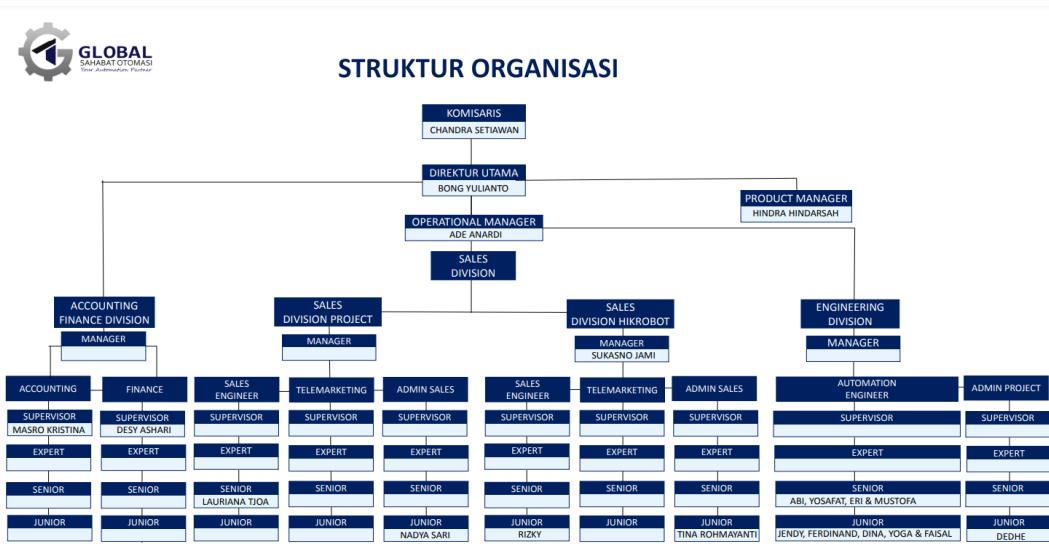 GLOBAL
SAHABAT OTOMASI
Your Automation Partner
STRUKTUR ORGANISASI
KOMISARIS
CHANDRA SETIAWAN
DIREKTUR UTAMA
BONG YULIANTO
PRODUCT MANAGER
HINDRA HINDARSAH
OPERATIONAL MANAGER
ADE ANARDI
SALES
DIVISION
ACCOUNTING
FINANCE DIVISION
MANAGER
SALES
DIVISION PROJECT
MANAGER
SALES
DIVISION HIKROBOT
MANAGER
SUKASNO JAMI
ENGINEERING
DIVISION
MANAGER
ACCOUNTING
SUPERVISOR
MASRO KRISTINA
EXPERT
SENIOR
JUNIOR
FINANCE
SUPERVISOR
DESY ASHARI
EXPERT
SENIOR
JUNIOR
SALES
ENGINEER
SUPERVISOR
EXPERT
SENIOR
LAURIANA TJOA
JUNIOR
TELEMARKETING
SUPERVISOR
EXPERT
SENIOR
JUNIOR
ADMIN SALES
SUPERVISOR
EXPERT
SENIOR
JUNIOR
NADYA SARI
SALES
ENGINEER
SUPERVISOR
EXPERT
SENIOR
JUNIOR
RIZKY
TELEMARKETING
SUPERVISOR
EXPERT
SENIOR
JUNIOR
ADMIN SALES
SUPERVISOR
EXPERT
SENIOR
JUNIOR
TINA ROHMAYANTI
AUTOMATION
ENGINEER
SUPERVISOR
EXPERT
SENIOR
ABI, YOSAFAT, ERI & MUSTOFA
JUNIOR
JENDY, FERDINAND, DINA, YOGA & FAISAL
ADMIN PROJECT
SUPERVISOR
EXPERT
SENIOR
JUNIOR
DEDHE